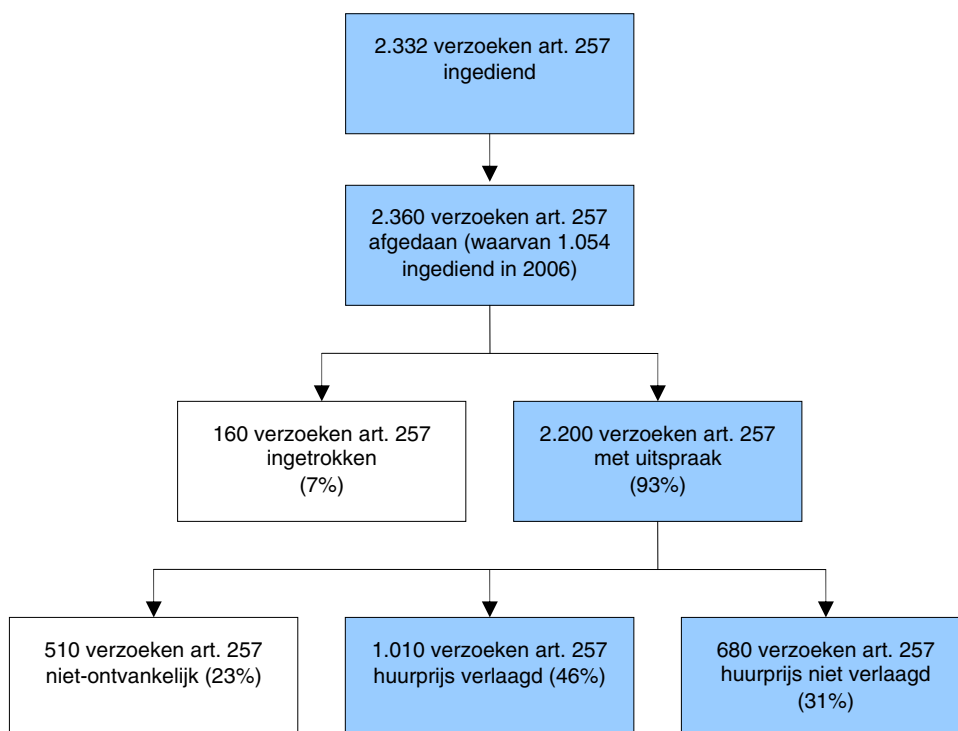 2.332 verzoeken art. 257
ingediend
2.360 verzoeken art. 257
afgedaan (waarvan 1.054
ingediend in 2006)
160 verzoeken art. 257
ingetrokken
(7%)
2.200 verzoeken art. 257
met uitspraak
(93%)
510 verzoeken art. 257
niet-ontvankelijk (23%)
1.010 verzoeken art. 257
huurprijs verlaagd (46%)
680 verzoeken art. 257
huurprijs niet verlaagd
(31%)